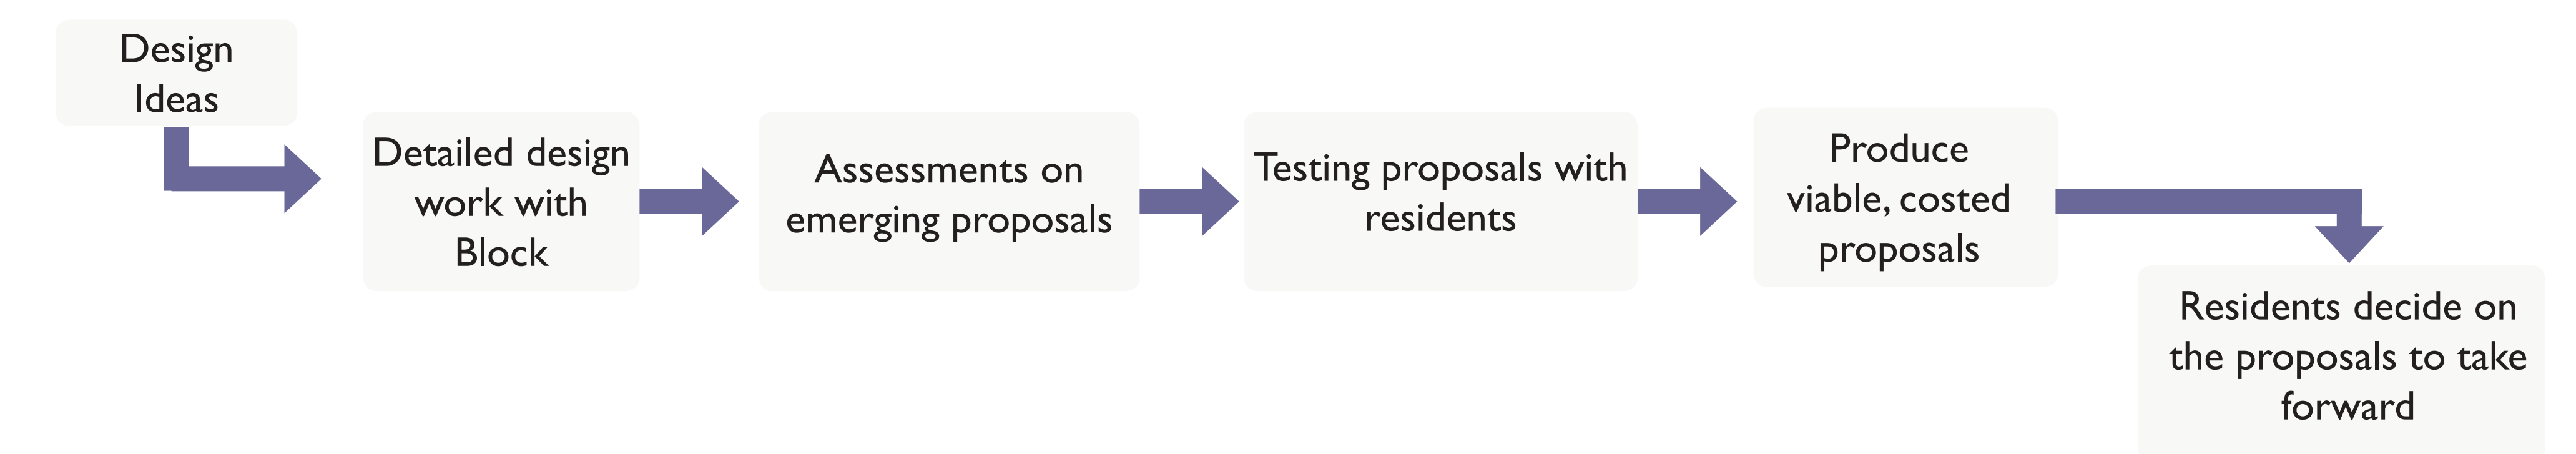 Design
Ideas
Detailed design
work with
Block
Assessments on
emerging proposals
Testing proposals with
residents
Produce
viable, costed
proposals
Residents decide on
the proposals to take
forward